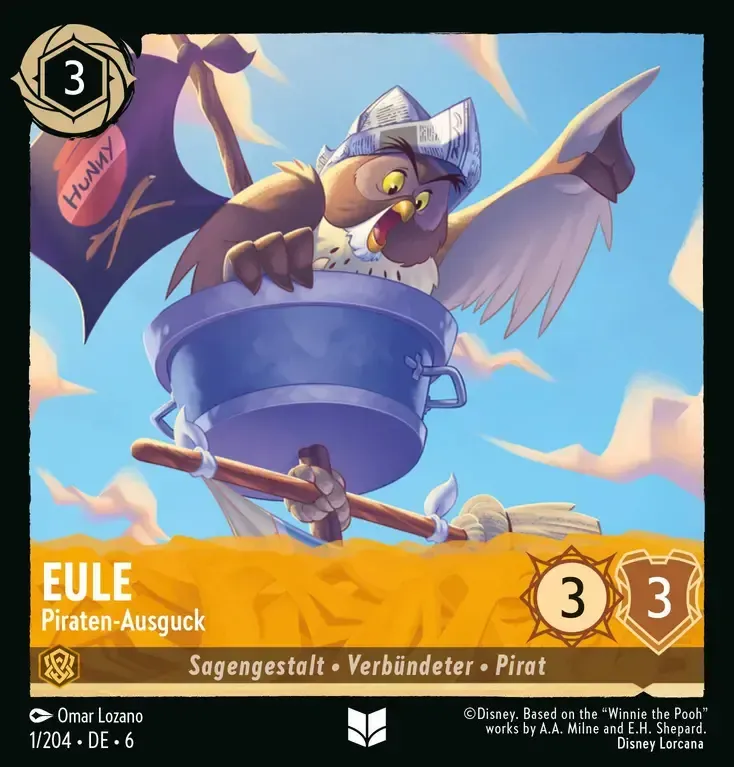 3
HUNNY
EULE
Piraten-Ausguck
3
3
Sagengestalt • Verbündeter • Pirat
Omar Lozano
1/204 • DE • 6
©Disney. Based on the “Winnie the Pooh”
works by A.A. Milne and E.H. Shepard.
Disney Lorcana